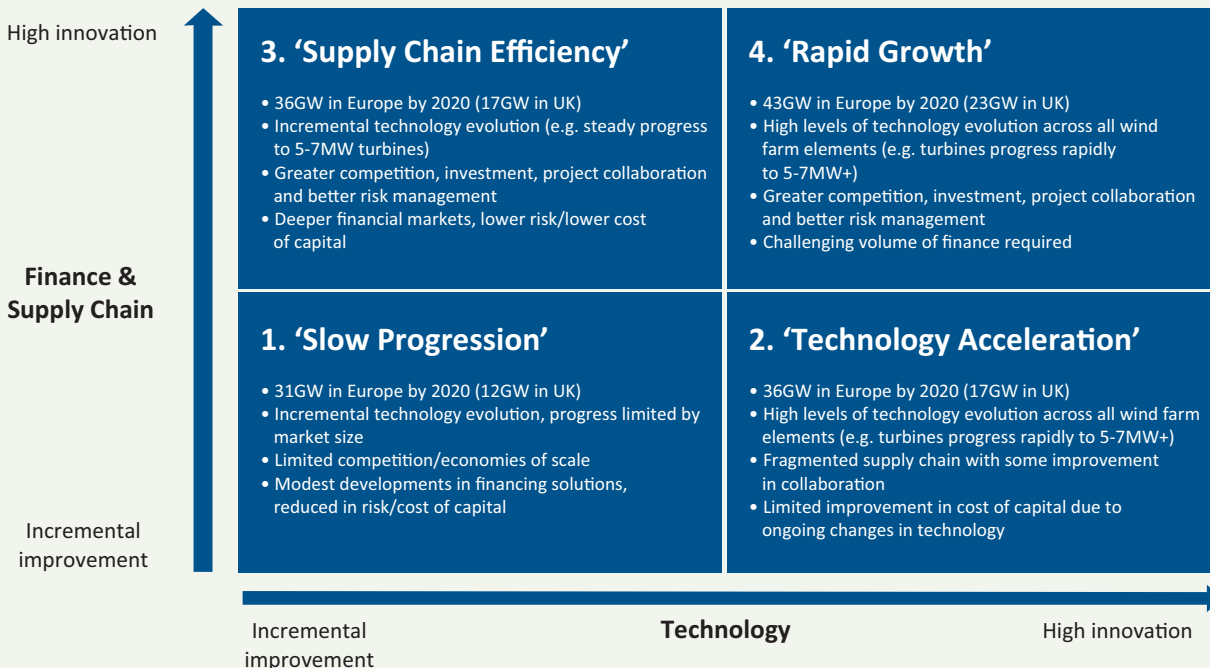 High innovation
Finance &
Supply Chain
Incremental
improvement
3. ‘Supply Chain Efficiency’
• 36GW in Europe by 2020 (17GW in UK)
• Incremental technology evolution (e.g. steady progress
to 5-7MW turbines)
• Greater competition, investment, project collaboration
and better risk management
• Deeper financial markets, lower risk/lower cost
of capital
4. ‘Rapid Growth’
• 43GW in Europe by 2020 (23GW in UK)
• High levels of technology evolution across all wind
farm elements (e.g. turbines progress rapidly
to 5-7MW+)
• Greater competition, investment, project collaboration
and better risk management
• Challenging volume of finance required
1. ‘Slow Progression’
• 31GW in Europe by 2020 (12GW in UK)
• Incremental technology evolution, progress limited by
market size
• Limited competition/economies of scale
• Modest developments in financing solutions,
reduced in risk/cost of capital
2. ‘Technology Acceleration’
• 36GW in Europe by 2020 (17GW in UK)
• High levels of technology evolution across all wind farm
elements (e.g. turbines progress rapidly to 5-7MW+)
• Fragmented supply chain with some improvement
in collaboration
• Limited improvement in cost of capital due to
ongoing changes in technology
Incremental
improvement
Technology
High innovation